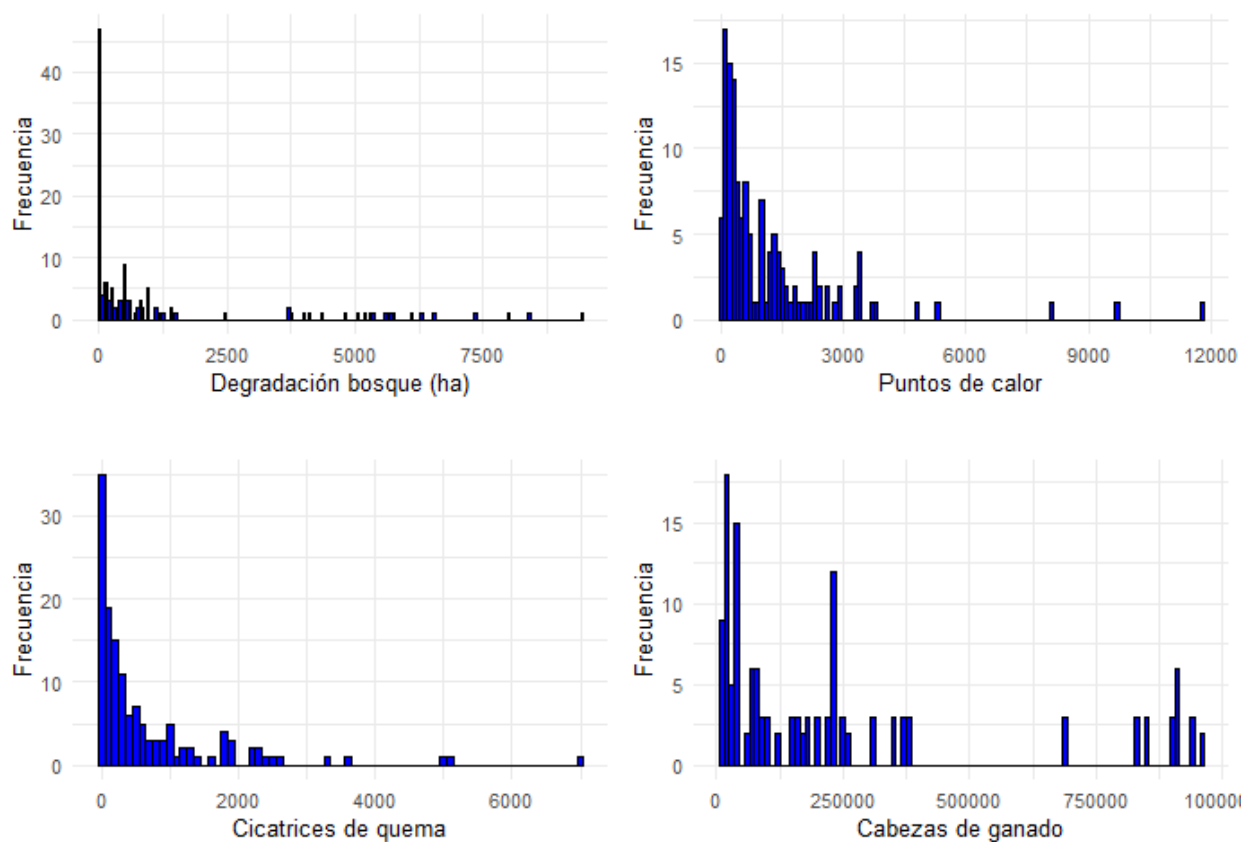 Frecuencia
40
30
20
10
0
0 2500 5000 7500
Degradación bosque (ha)
Frecuencia
15
10
5
0
0 3000 6000 9000 12000
Puntos de calor
Frecuencia
30
20
10
0
0 2000 4000 6000
Cicatrices de quema
Frecuencia
15
10
5
0
0 250000 500000 750000 100000
Cabezas de ganado